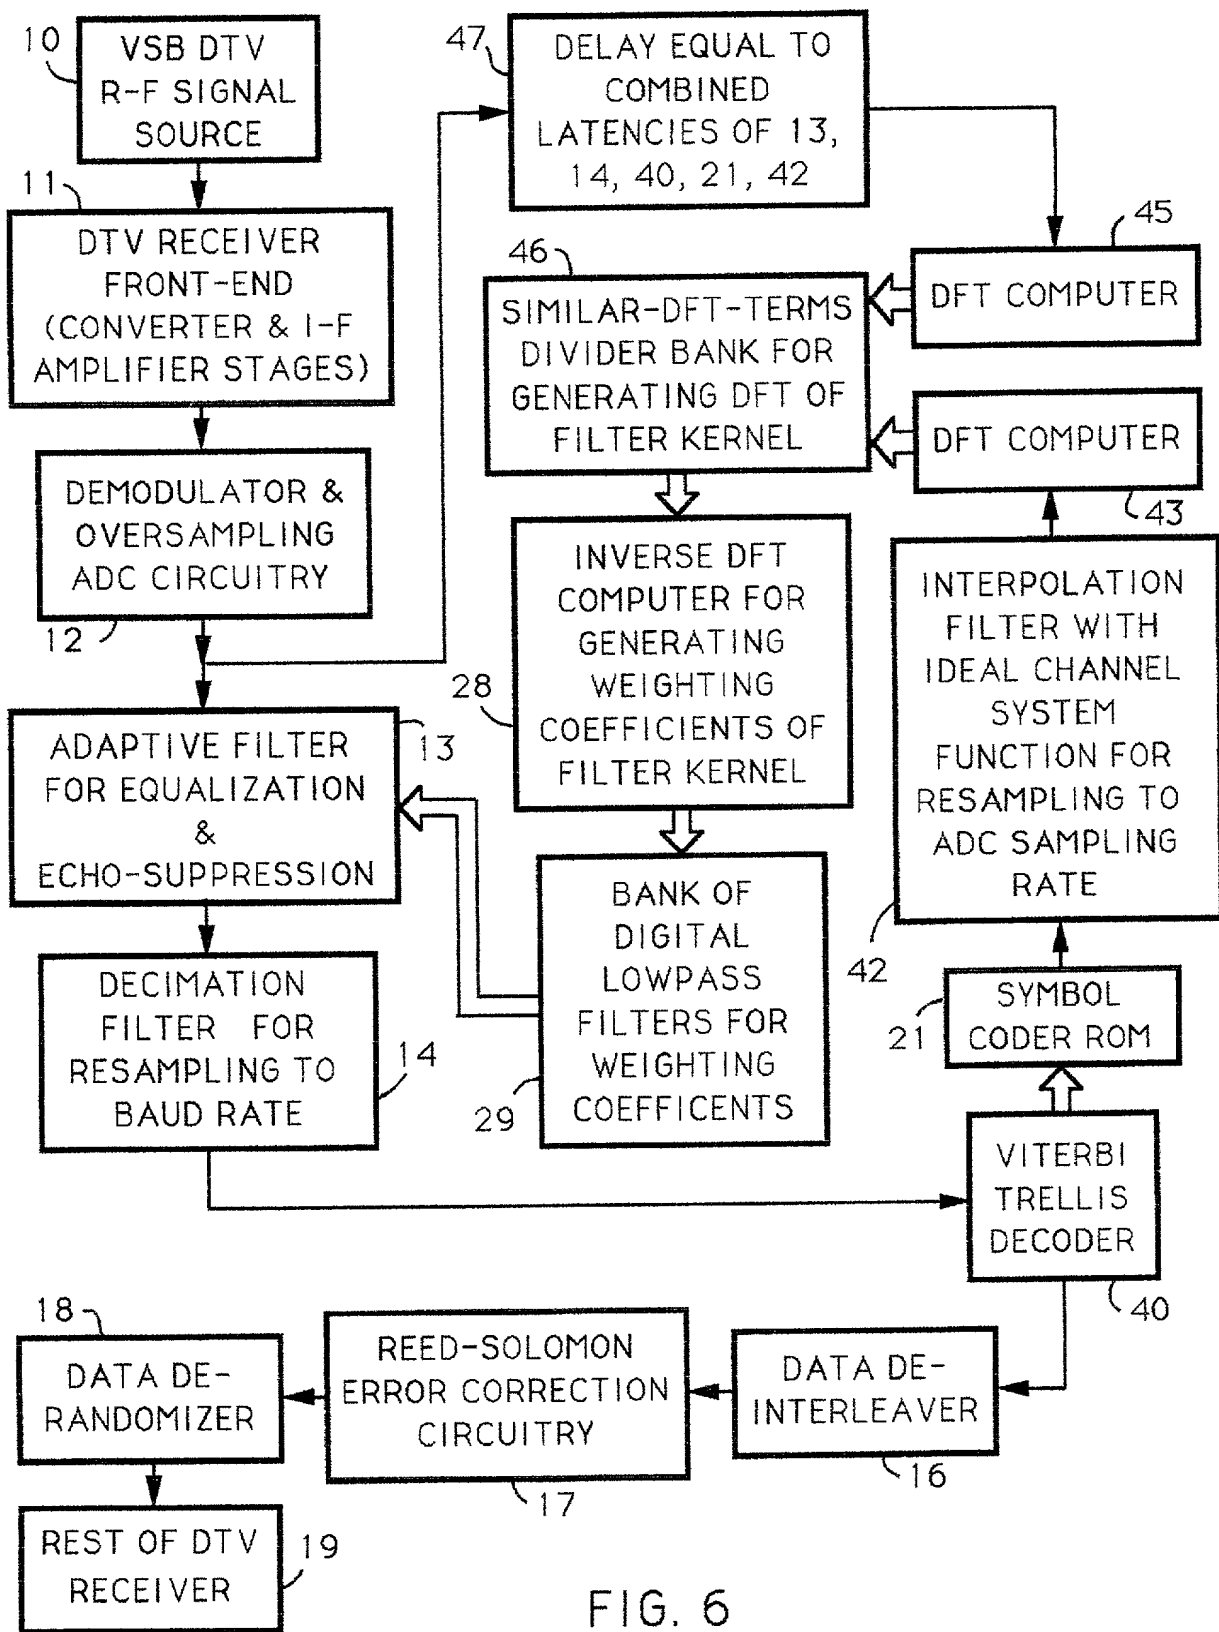 10
VSB DTV
R-F SIGNAL
SOURCE
11
DTV RECEIVER
FRONT-END
(CONVERTER & I-F
AMPLIFIER STAGES)
DEMODULATOR &
OVERSAMPLING
ADC CIRCUITRY
12
ADAPTIVE FILTER
FOR EQUALIZATION
&
ECHO-SUPPRESSION
13
DECIMATION
FILTER FOR
RESAMPLING TO
BAUD RATE
14
47
DELAY EQUAL TO
COMBINED
LATENCIES OF 13,
14, 40, 21, 42
45
DFT COMPUTER
46
SIMILAR-DFT-TERMS
DIVIDER BANK FOR
GENERATING DFT OF
FILTER KERNEL
DFT COMPUTER
43
INVERSE DFT
COMPUTER FOR
GENERATING
WEIGHTING
COEFFICIENTS OF
FILTER KERNEL
28
INTERPOLATION
FILTER WITH
IDEAL CHANNEL
SYSTEM
FUNCTION FOR
RESAMPLING TO
ADC SAMPLING
RATE
42
BANK OF
DIGITAL
LOWPASS
FILTERS FOR
WEIGHTING
COEFFICENTS
29
SYMBOL
CODER ROM
21
VITERBI
TRELLIS
DECODER
40
DATA DE-
INTERLEAVER
16
REED-SOLOMON
ERROR CORRECTION
CIRCUITRY
17
18
DATA DE-
RANDOMIZER
REST OF DTV
RECEIVER
19
FIG. 6